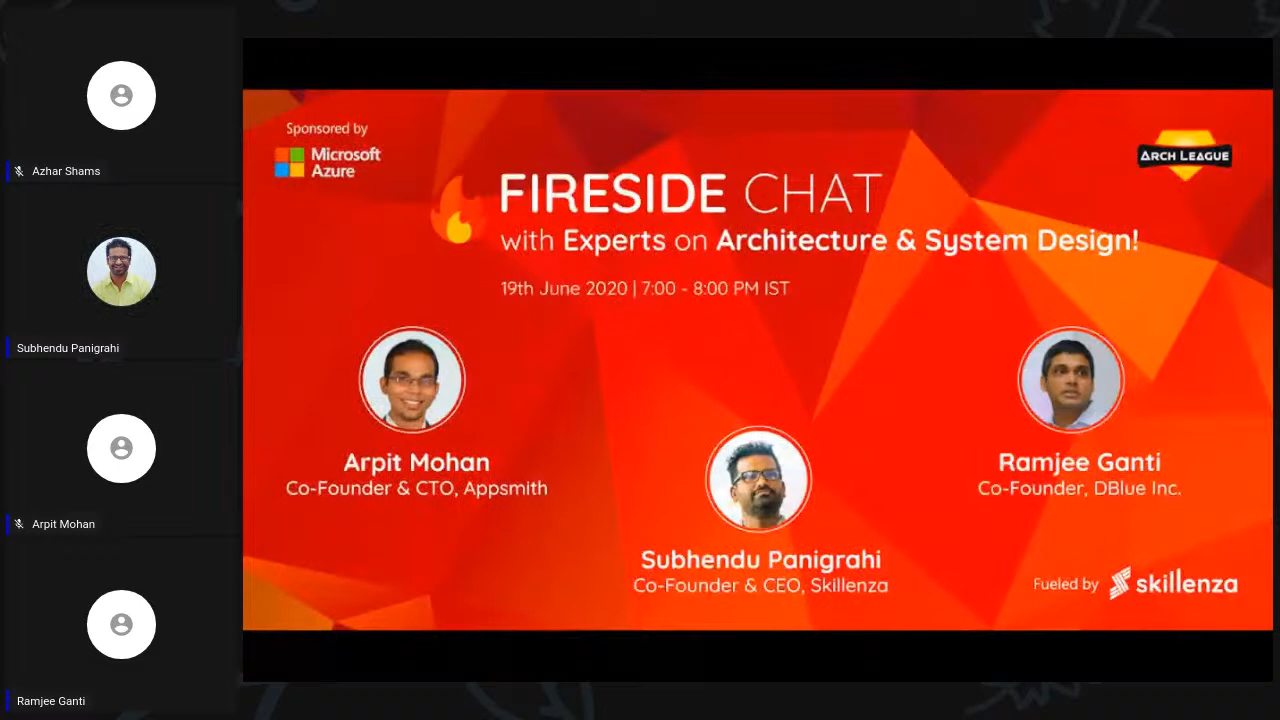 Azhar Shams
Subhendu Panigrahi
Arpit Mohan
Ramjee Ganti
Sponsored by
Microsoft
Azure
ARCH LEAGUE
FIRESIDE CHAT
with Experts on Architecture & System Design!
19th June 2020 | 7:00 - 8:00 PM IST
Arpit Mohan
Co-Founder & CTO, Appsmith
Subhendu Panigrahi
Co-Founder & CEO, Skillenza
Ramjee Ganti
Co-Founder, DBlue Inc.
Fueled by skillenza